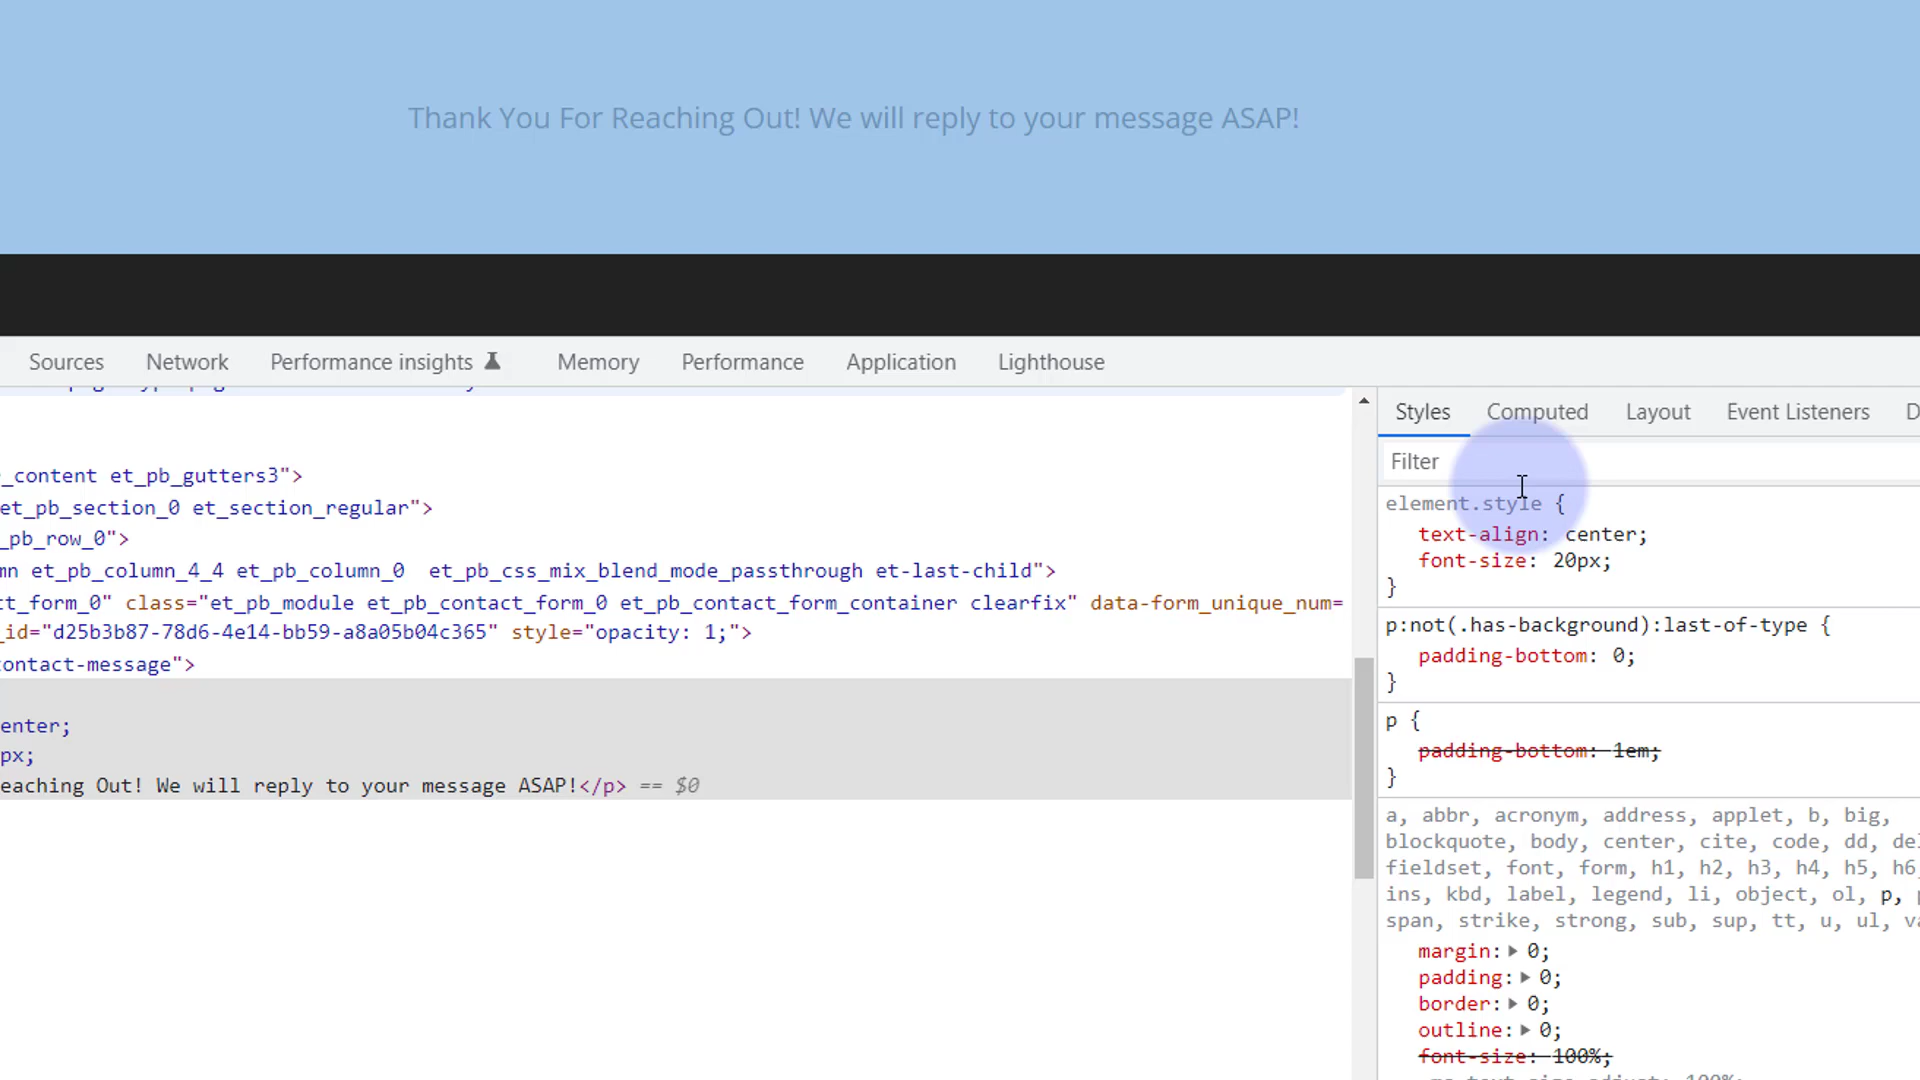 Thank You For Reaching Out! We will reply to your message ASAP!
Sources Network Performance insights Memory Performance Application Lighthouse
Styles Computed Layout Event Listeners D
Filter
_content et_pb_gutters3">
et_pb_section_0 et_section_regular">
_pb_row_0">
mn et_pb_column_4_4 et_pb_column_0 et_pb_css_mix_blend_mode_passthrough et-last-child">
ct_form_0" class="et_pb_module et_pb_contact_form_0 et_pb_contact_form_container clearfix" data-form_unique_num=
_id="d25b3b87-78d6-4e14-bb59-a8a05b04c365" style="opacity: 1;">
contact-message">
enter;
px;
eaching Out! We will reply to your message ASAP!</p> == $0
element.style {
text-align: center;
font-size: 20px;
}
p:not(.has-background):last-of-type {
padding-bottom: 0;
}
p {
padding-bottom: 1em;
}
a, abbr, acronym, address, applet, b, big,
blockquote, body, center, cite, code, dd, de
fieldset, font, form, h1, h2, h3, h4, h5, h6
ins, kbd, label, legend, li, object, ol, p,
span, strike, strong, sub, sup, tt, u, ul, va
margin: 0;
padding: 0;
border: 0;
outline: 0;
font-size: 100%;